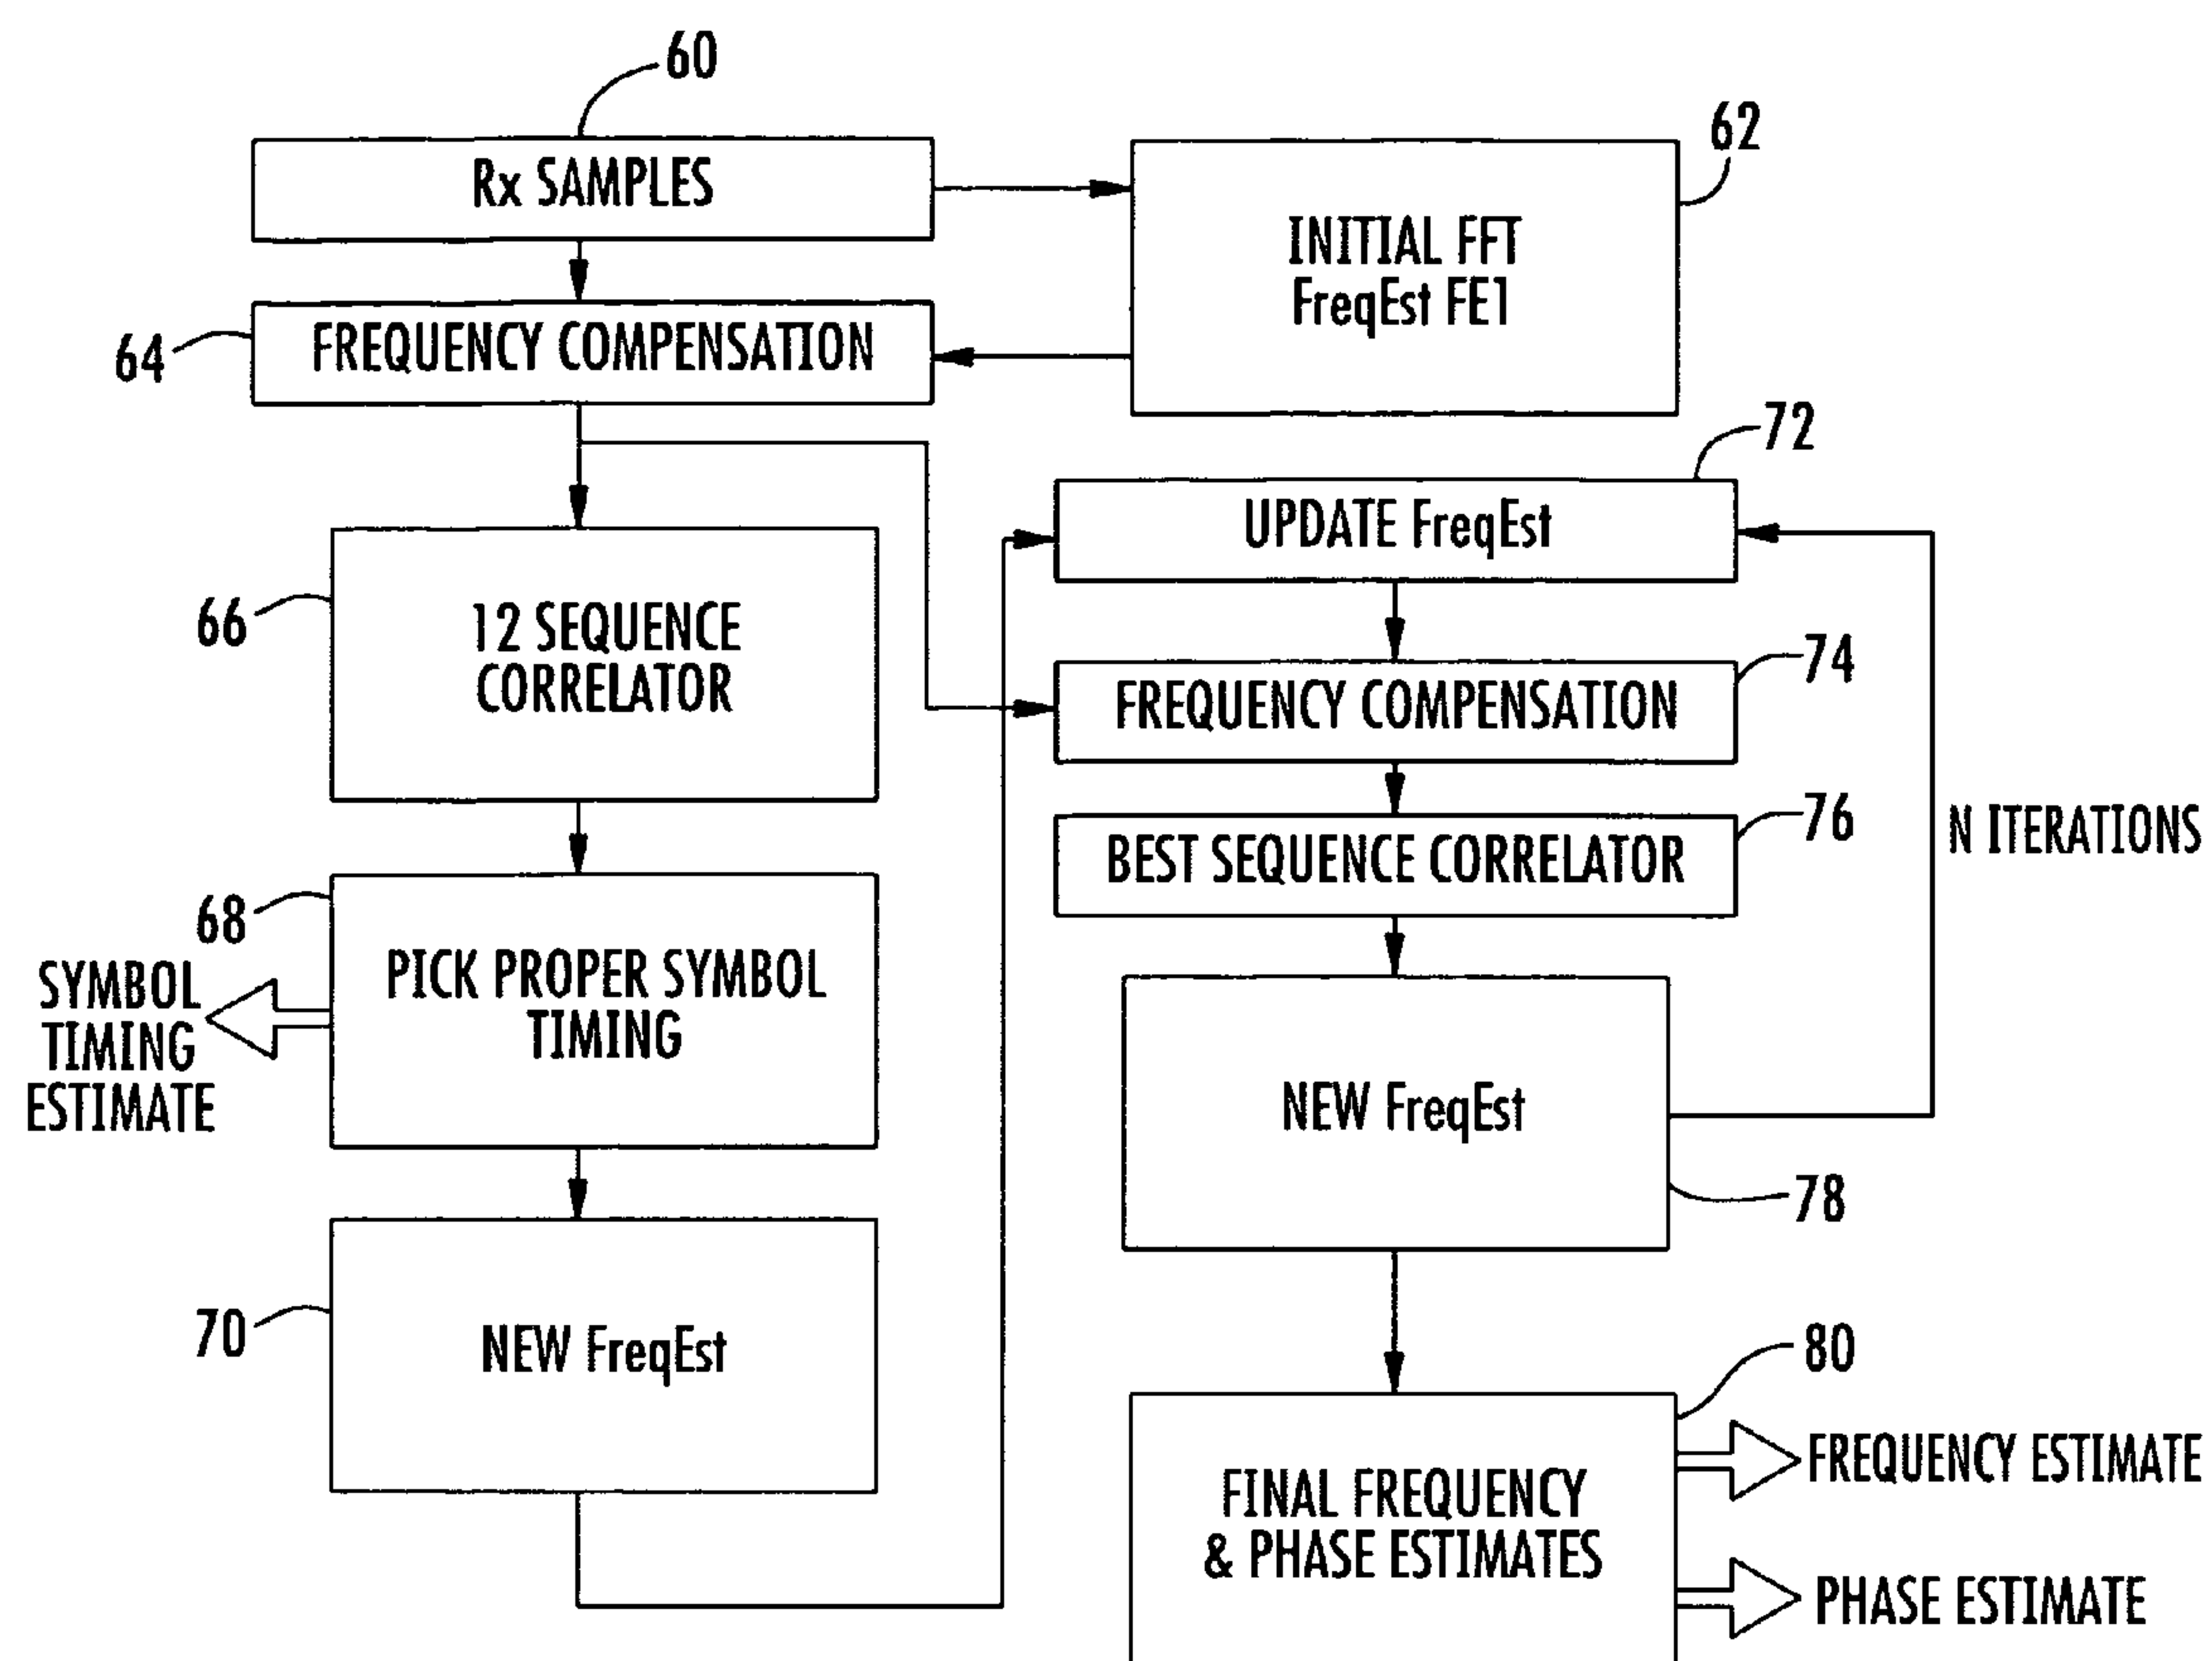 60
Rx SAMPLES
62
INITIAL FFT
FreqEst FE1
64
FREQUENCY COMPENSATION
72
UPDATE FreqEst
66
12 SEQUENCE
CORRELATOR
74
FREQUENCY COMPENSATION
76
BEST SEQUENCE CORRELATOR
N ITERATIONS
68
PICK PROPER SYMBOL
TIMING
SYMBOL
TIMING
ESTIMATE
NEW FreqEst
78
70
NEW FreqEst
80
FINAL FREQUENCY
& PHASE ESTIMATES
FREQUENCY ESTIMATE
PHASE ESTIMATE